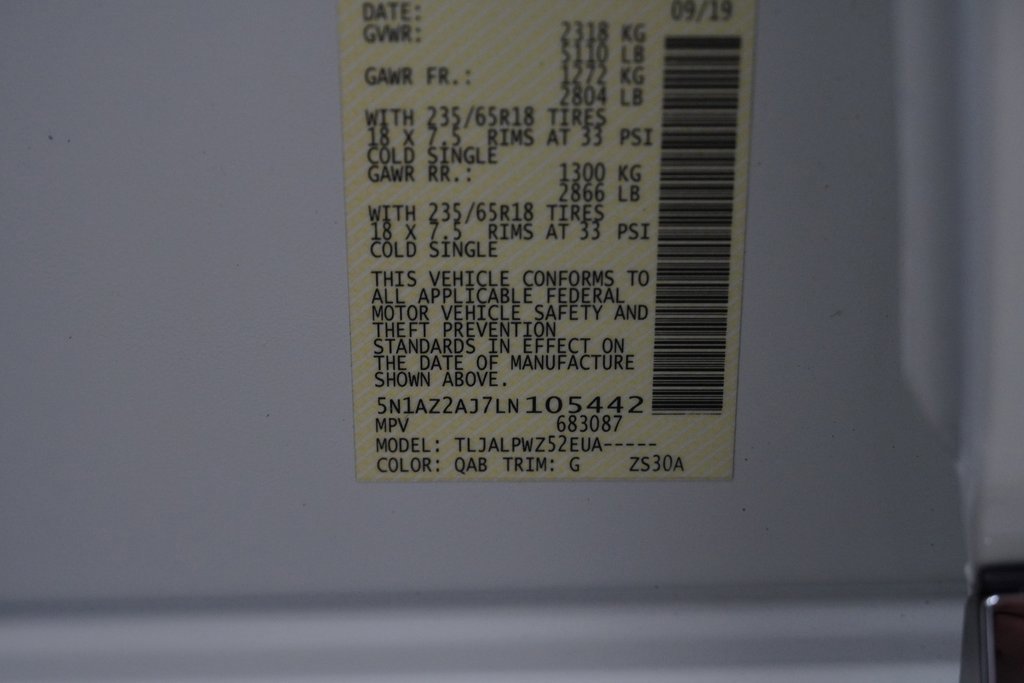 DATE: 09/19
GVWR: 2318 KG
5110 LB
GAWR FR.: 1272 KG
2804 LB
WITH 235/65R18 TIRES
18 X 7.5 RIMS AT 33 PSI
COLD SINGLE
GAWR RR.: 1300 KG
2866 LB
WITH 235/65R18 TIRES
18 X 7.5 RIMS AT 33 PSI
COLD SINGLE
THIS VEHICLE CONFORMS TO
ALL APPLICABLE FEDERAL
MOTOR VEHICLE SAFETY AND
THEFT PREVENTION
STANDARDS IN EFFECT ON
THE DATE OF MANUFACTURE
SHOWN ABOVE.
5N1AZ2AJ7LN105442
MPV 683087
MODEL: TLJALPWZ52EUA-----
COLOR: QAB TRIM: G ZS30A